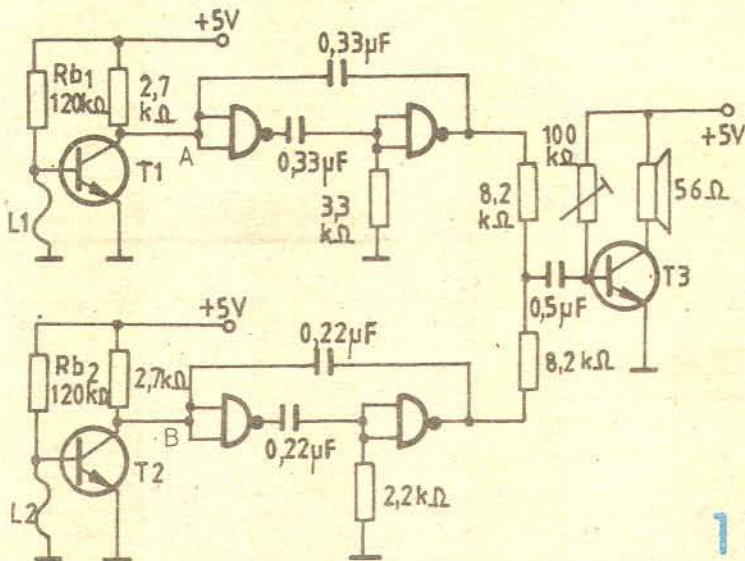 +5V
Rb1
120kΩ
2,7
kΩ
A
T1
L1
0,33µF
0,33µF
3,3
kΩ
8,2
kΩ
100
kΩ
+5V
56Ω
T3
0,5µF
8,2kΩ
+5V
Rb2
120kΩ
2,7kΩ
B
T2
L2
0,22µF
0,22µF
2,2kΩ
1